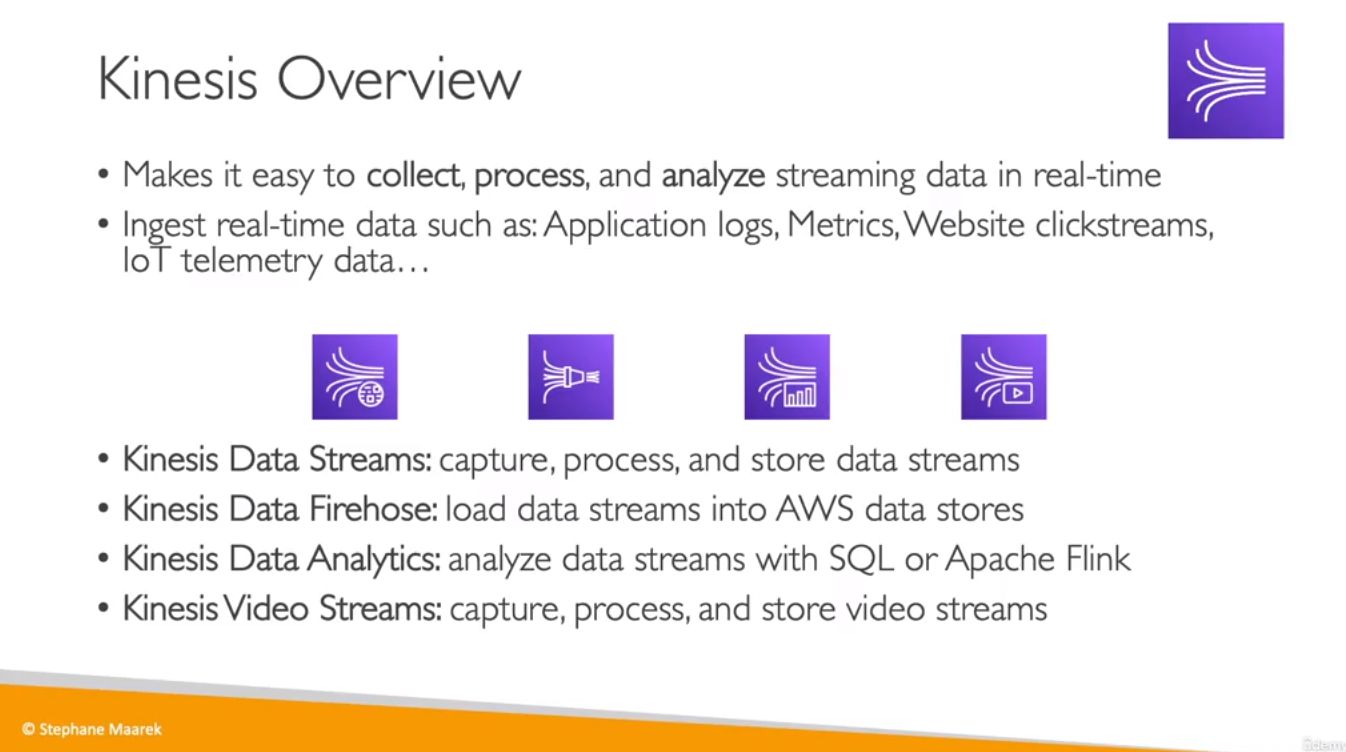 Kinesis Overview
• Makes it easy to collect, process, and analyze streaming data in real-time
• Ingest real-time data such as: Application logs, Metrics, Website clickstreams,
IoT telemetry data…
• Kinesis Data Streams: capture, process, and store data streams
• Kinesis Data Firehose: load data streams into AWS data stores
• Kinesis Data Analytics: analyze data streams with SQL or Apache Flink
• Kinesis Video Streams: capture, process, and store video streams
© Stephane Maarek